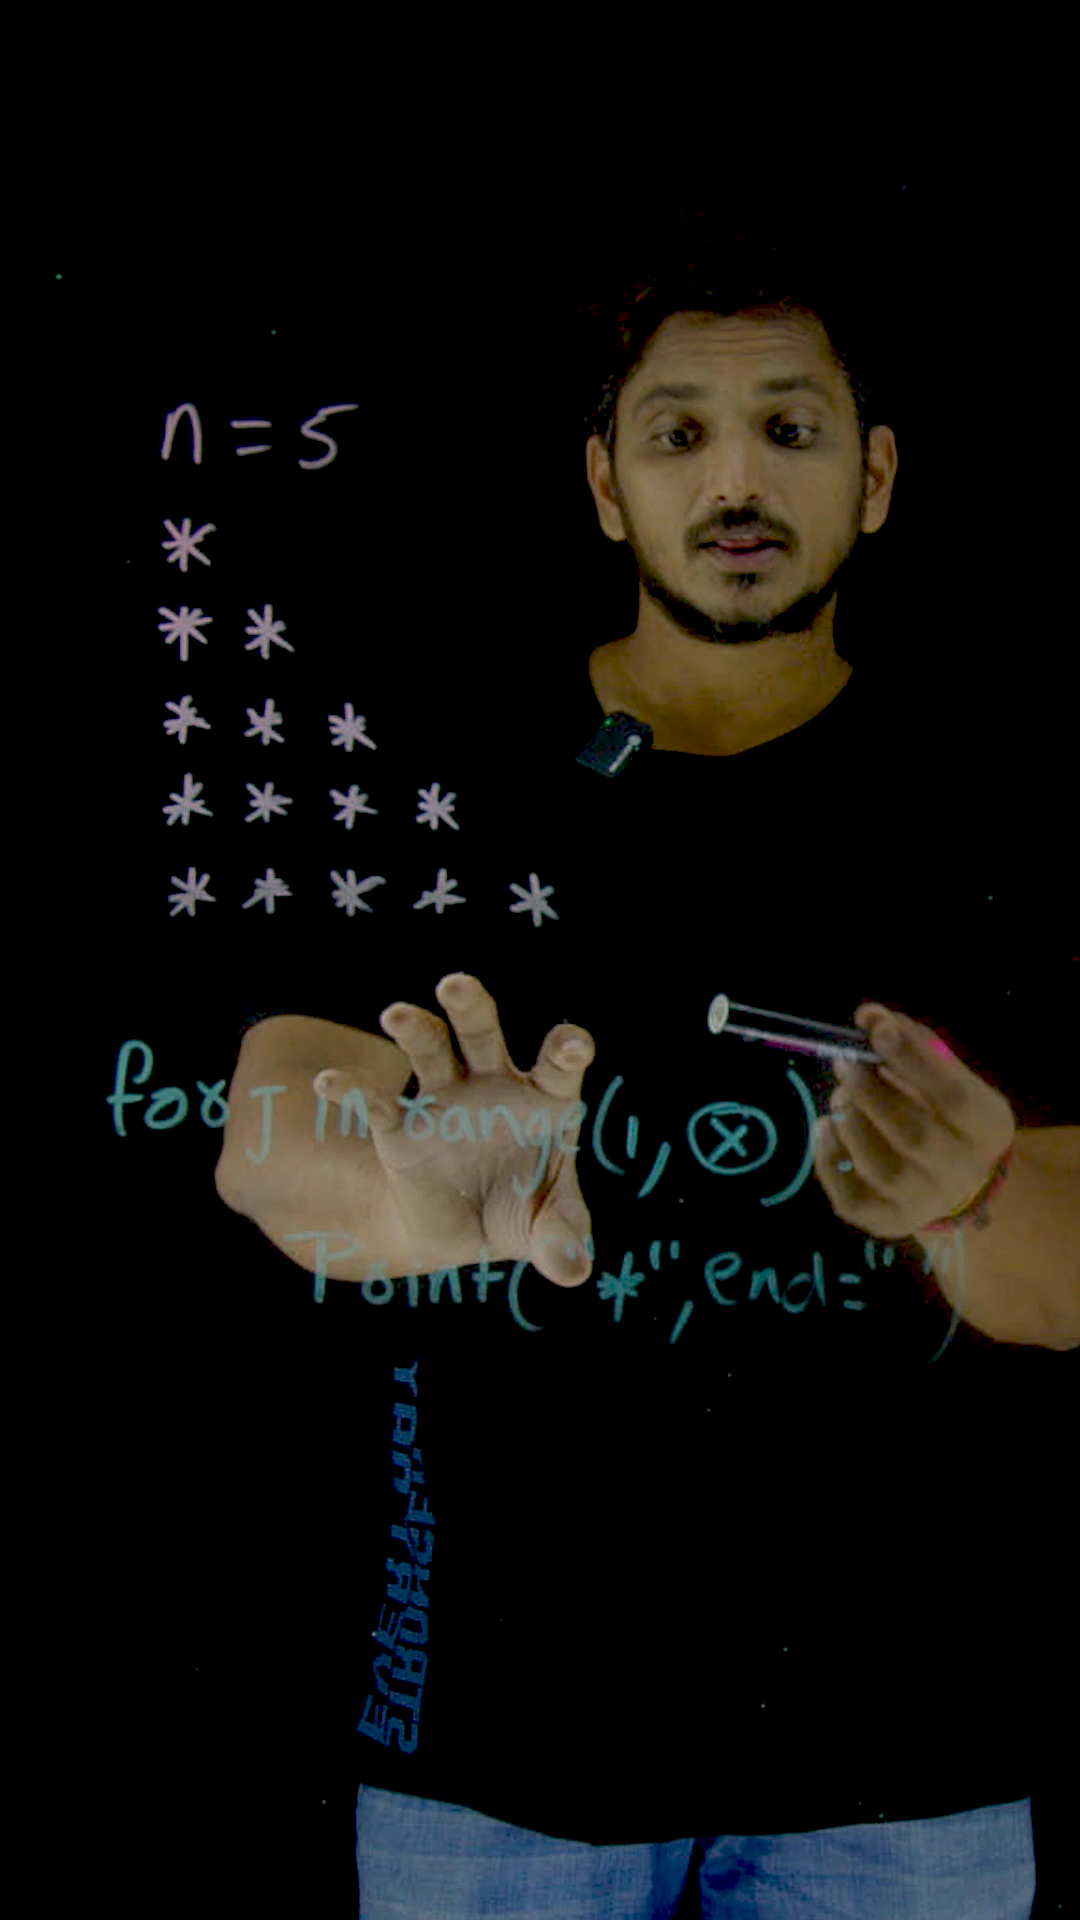 n = 5
*
* *
* * *
* * * *
* * * * *
for J in range(1, x):
Print("*", end=" ")